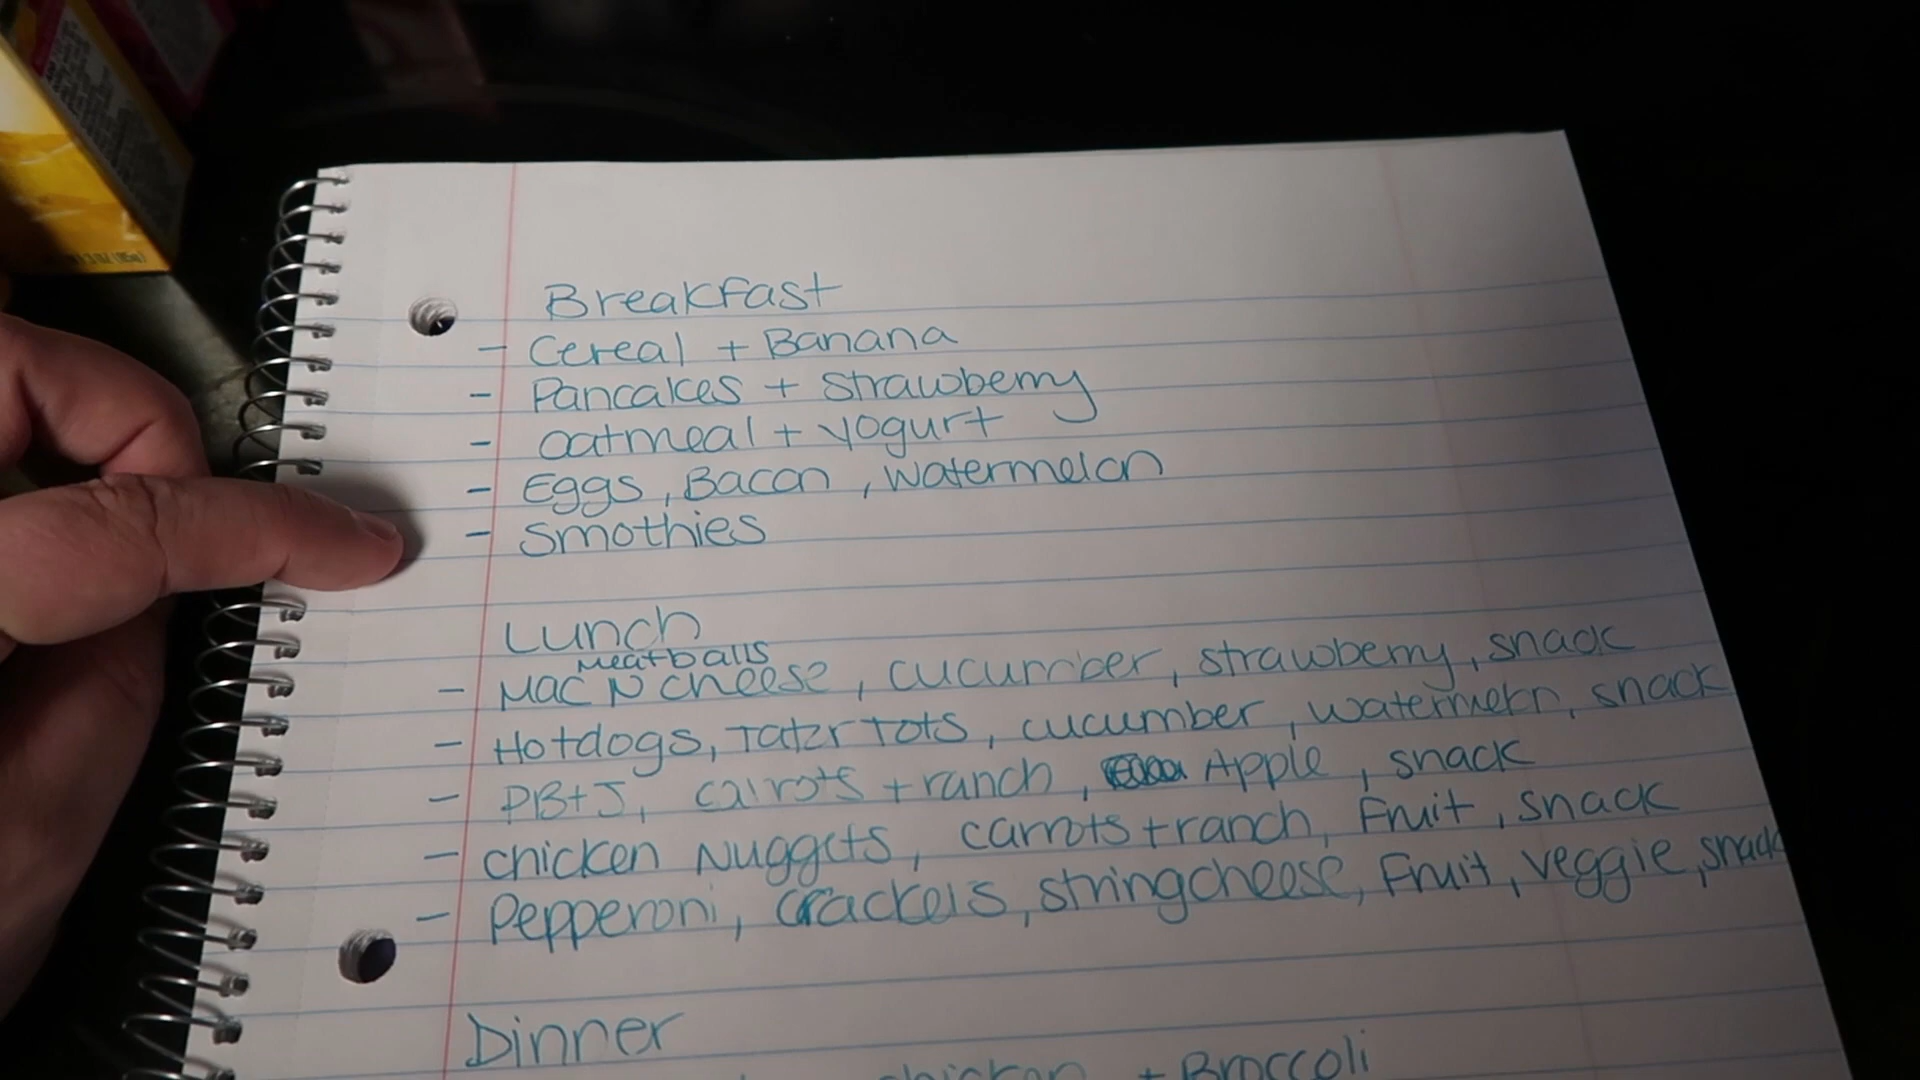 Breakfast
- Cereal + Banana
- Pancakes + Strawberry
- Oatmeal + Yogurt
- Eggs, Bacon, Watermelon
- Smothies
Lunch
Meatballs
- Mac N Cheese, cucumber, strawberry, snack
- Hotdogs, Tater Tots, cucumber, watermelon, snack
- PB+J, carrots + ranch, Apple, snack
- chicken Nuggets, carrots + ranch, Fruit, snack
- Pepperoni, Crackers, stringcheese, Fruit, veggie, snack
Dinner
chicken + Broccoli